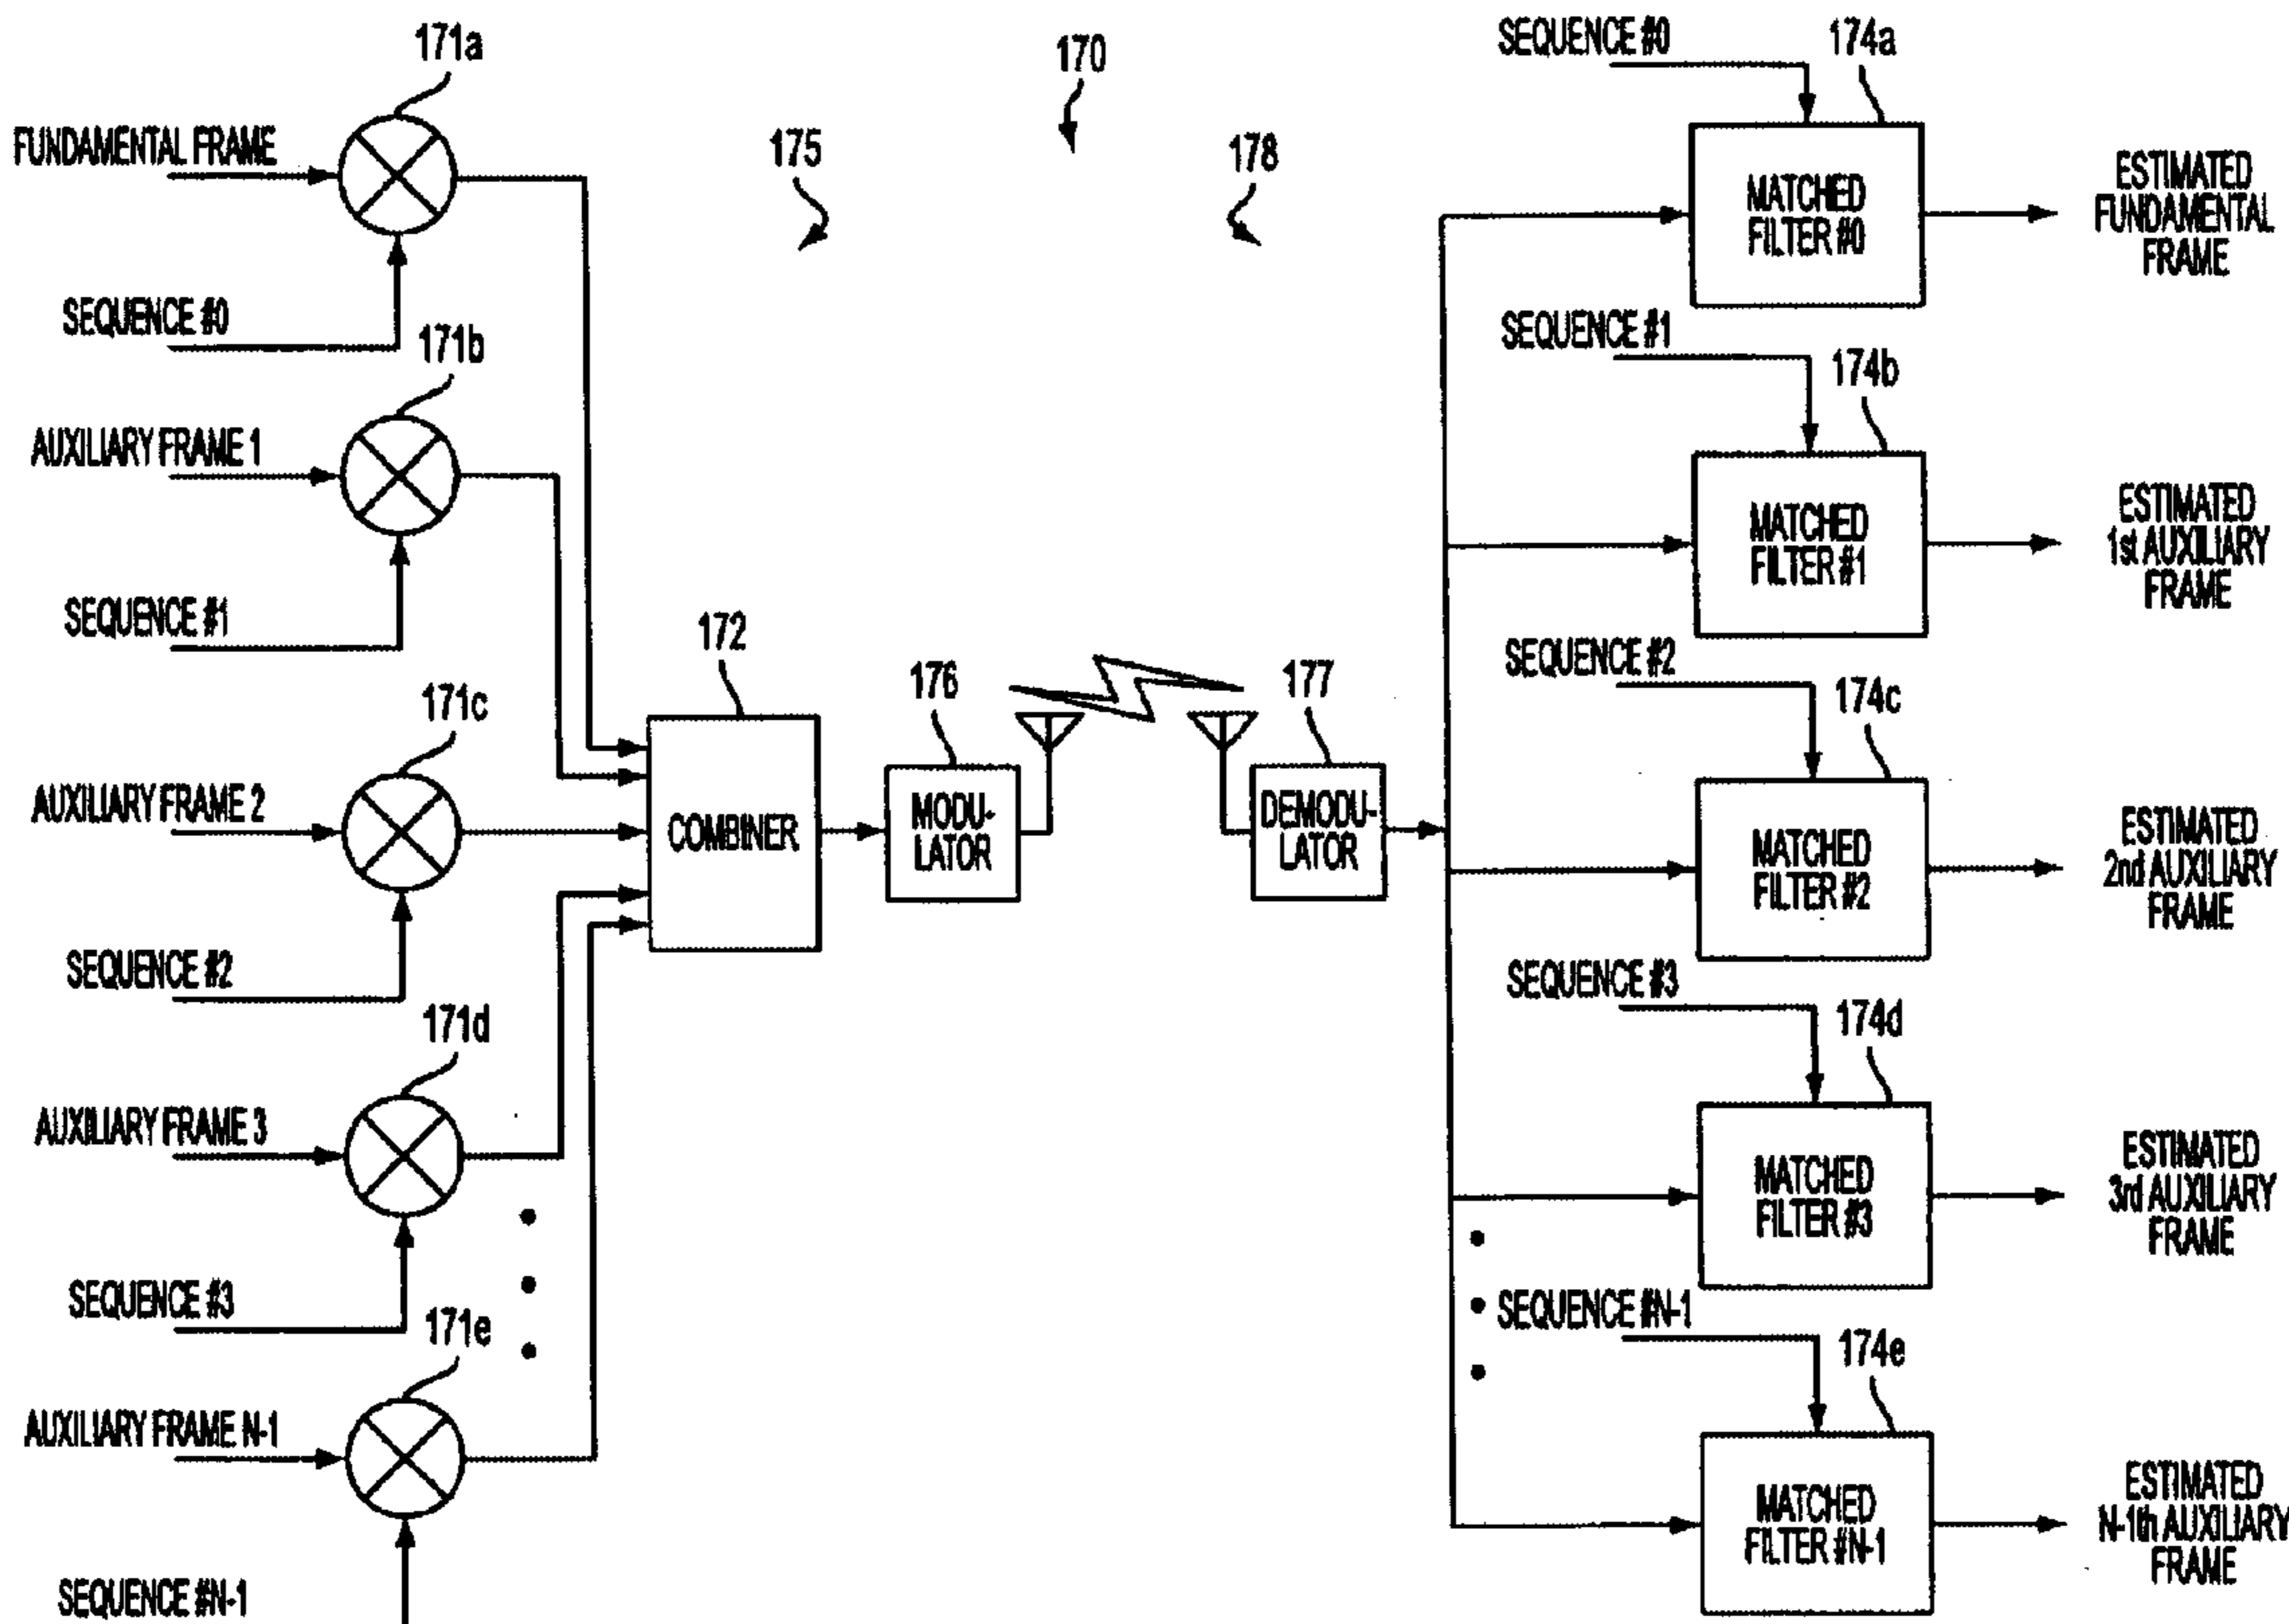 171a
FUNDAMENTAL FRAME
SEQUENCE #0
171b
AUXILIARY FRAME 1
SEQUENCE #1
171c
AUXILIARY FRAME 2
SEQUENCE #2
171d
AUXILIARY FRAME 3
SEQUENCE #3
171e
AUXILIARY FRAME N-1
SEQUENCE #N-1
170
175
178
172
COMBINER
176
MODU-
LATOR
177
DEMODU-
LATOR
SEQUENCE #0
174a
MATCHED
FILTER #0
ESTIMATED
FUNDAMENTAL
FRAME
SEQUENCE #1
174b
MATCHED
FILTER #1
ESTIMATED
1st AUXILIARY
FRAME
SEQUENCE #2
174c
MATCHED
FILTER #2
ESTIMATED
2nd AUXILIARY
FRAME
SEQUENCE #3
174d
MATCHED
FILTER #3
ESTIMATED
3rd AUXILIARY
FRAME
SEQUENCE #N-1
174e
MATCHED
FILTER #N-1
ESTIMATED
N-1th AUXILIARY
FRAME